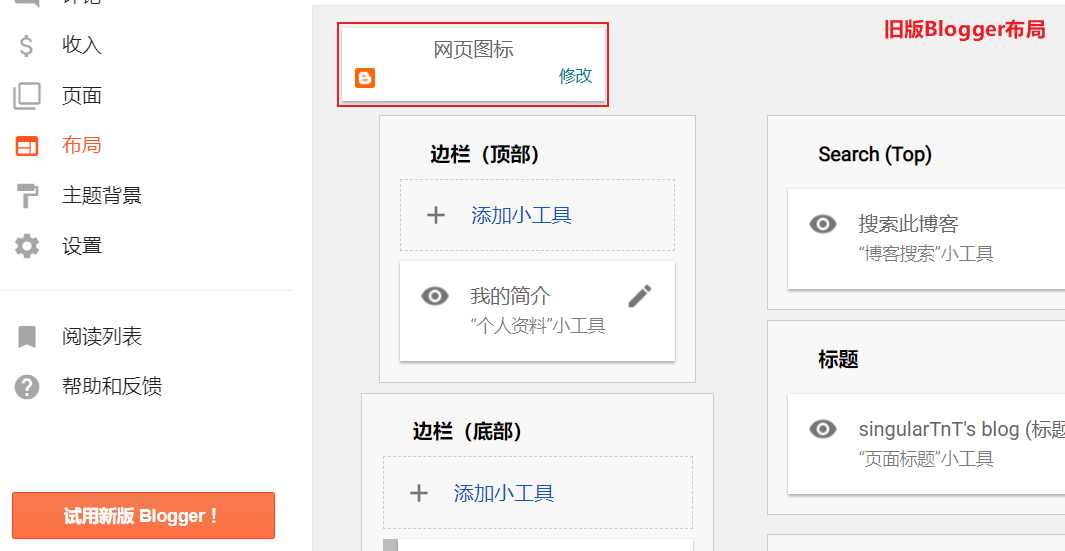 收入
页面
布局
主题背景
设置
阅读列表
帮助和反馈
试用新版 Blogger！
旧版Blogger布局
网页图标
修改
边栏（顶部）
添加小工具
我的简介
“个人资料”小工具
边栏（底部）
添加小工具
Search (Top)
搜索此博客
“博客搜索”小工具
标题
singularTnT's blog (标题
“页面标题”小工具